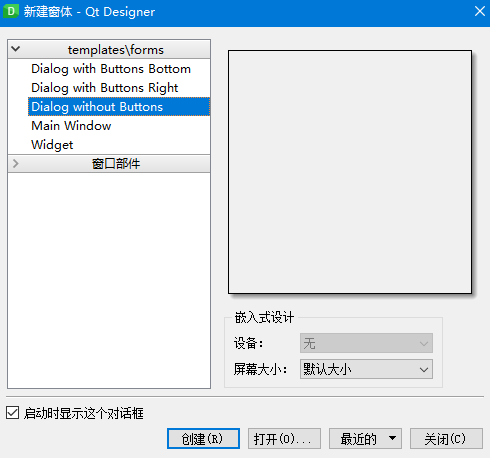 新建窗体 - Qt Designer
templates\forms
Dialog with Buttons Bottom
Dialog with Buttons Right
Dialog without Buttons
Main Window
Widget
窗口部件
嵌入式设计
设备：
无
屏幕大小：
默认大小
启动时显示这个对话框
创建(R)
打开(O)...
最近的
关闭(C)